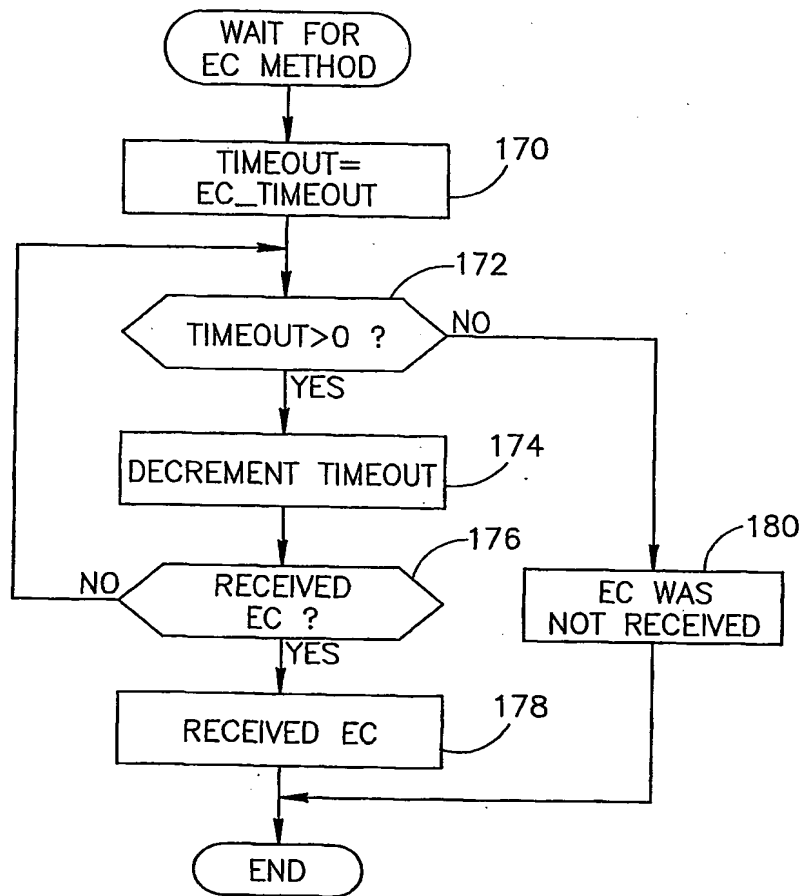 WAIT FOR
EC METHOD
170
TIMEOUT=
EC_TIMEOUT
172
TIMEOUT>0 ?
NO
YES
174
DECREMENT TIMEOUT
176
NO
RECEIVED
EC ?
YES
180
EC WAS
NOT RECEIVED
178
RECEIVED EC
END